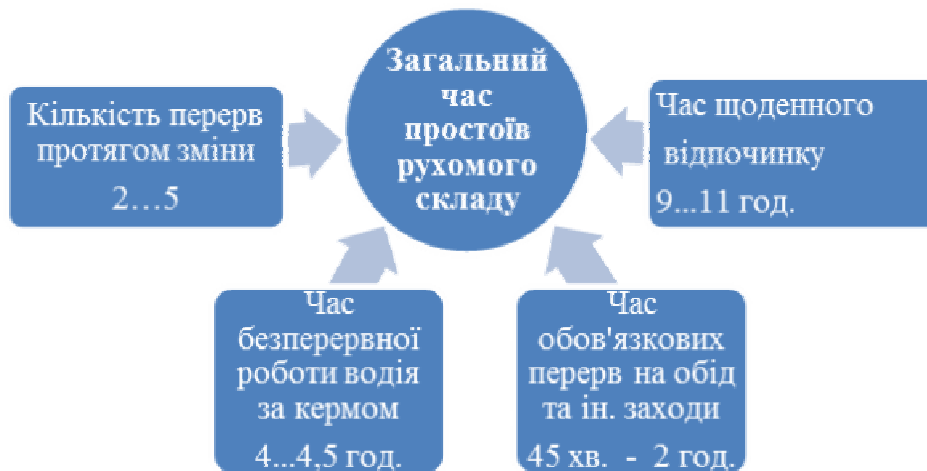 Загальний
час
простоїв
рухомого
складу
Кількість перерв
протягом зміни
2…5
Час щоденного
відпочинку
9...11 год.
Час
безперервної
роботи водія
за кермом
4...4,5 год.
Час
обов'язкових
перерв - на обід
та ін. заходи
45 хв. - 2 год.